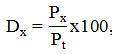 Dₓ = Pₓ/Pₜ x100,